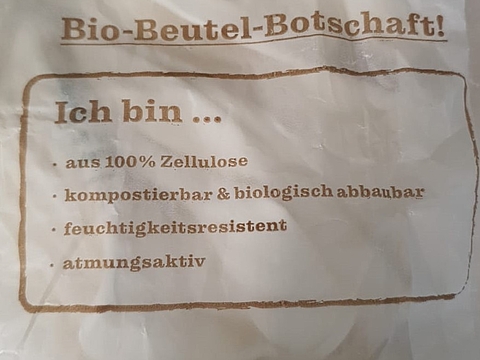 Bio-Beutel-Botschaft!
Ich bin ...
· aus 100% Zellulose
· kompostierbar & biologisch abbaubar
· feuchtigkeitsresistent
· atmungsaktiv